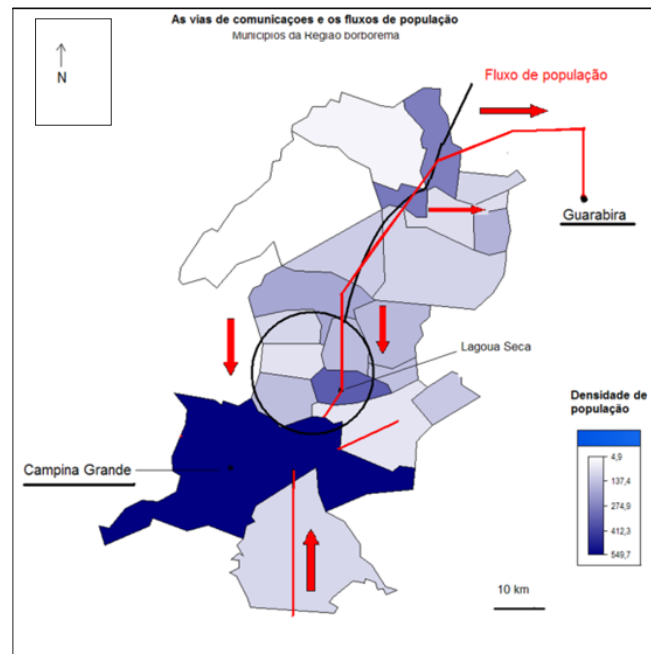 As vias de comunicaçoes e os fluxos de população
Municipios da Região borborema
N
Fluxo de população
Guarabira
Lagoua Seca
Campina Grande
Densidade de
população
4,9
137,4
274,9
412,3
549,7
10 km